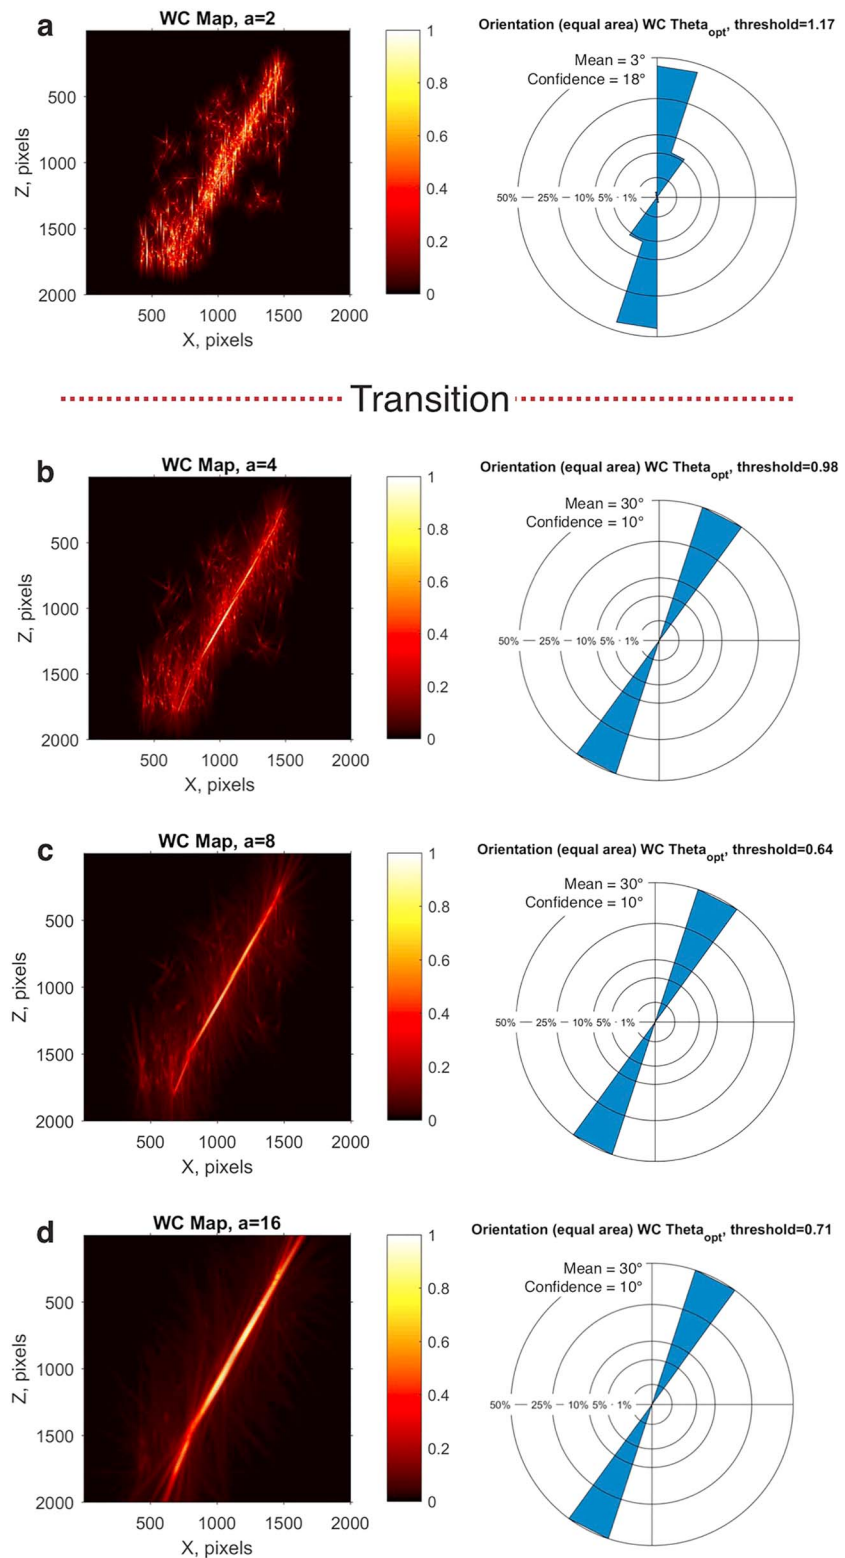 a
WC Map, a=2
Orientation (equal area) WC Theta_opt, threshold=1.17
Mean = 3°
Confidence = 18°
1
0.8
0.6
0.4
0.2
0
500
1000
1500
2000
Z, pixels
500 1000 1500 2000
X, pixels
50% 25% 10% 5% 1%
Transition
b
WC Map, a=4
Orientation (equal area) WC Theta_opt, threshold=0.98
Mean = 30°
Confidence = 10°
1
0.8
0.6
0.4
0.2
0
500
1000
1500
2000
Z, pixels
500 1000 1500 2000
X, pixels
50% 25% 10% 5% 1%
c
WC Map, a=8
Orientation (equal area) WC Theta_opt, threshold=0.64
Mean = 30°
Confidence = 10°
1
0.8
0.6
0.4
0.2
0
500
1000
1500
2000
Z, pixels
500 1000 1500 2000
X, pixels
50% 25% 10% 5% 1%
d
WC Map, a=16
Orientation (equal area) WC Theta_opt, threshold=0.71
Mean = 30°
Confidence = 10°
1
0.8
0.6
0.4
0.2
0
500
1000
1500
2000
Z, pixels
500 1000 1500 2000
X, pixels
50% 25% 10% 5% 1%